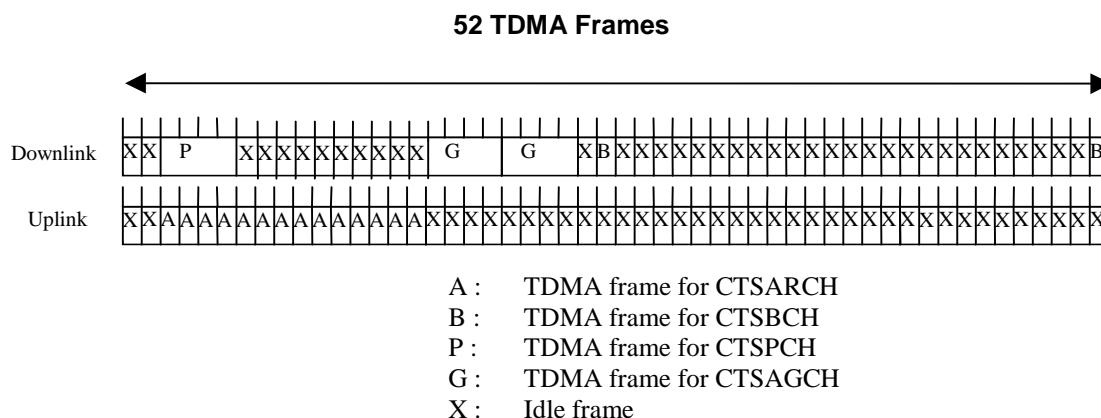 52 TDMA Frames
Downlink X X P X X X X X X X X X X G G X B X X X X X X X X X X X X X X X X X X X X X X X X X B
Uplink X X A A A A A A A A A A A A A A X X X X X X X X X X X X X X X X X X X X X X X X X X X X X X X X X X X X
A : TDMA frame for CTSARCH
B : TDMA frame for CTSBCH
P : TDMA frame for CTSPCH
G : TDMA frame for CTSAGCH
X : Idle frame